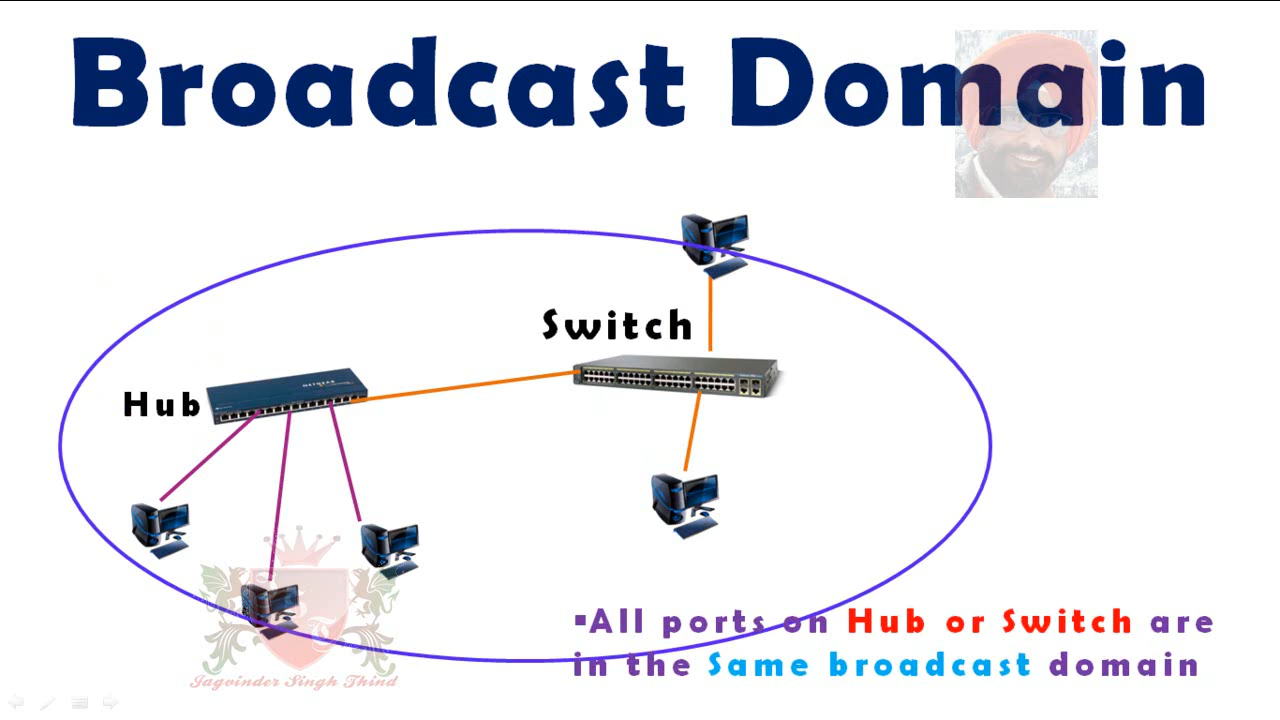 Broadcast Domain
Switch
Hub
NETGEAR
▪All ports on Hub or Switch are
in the Same broadcast domain
Jagvinder Singh Thind